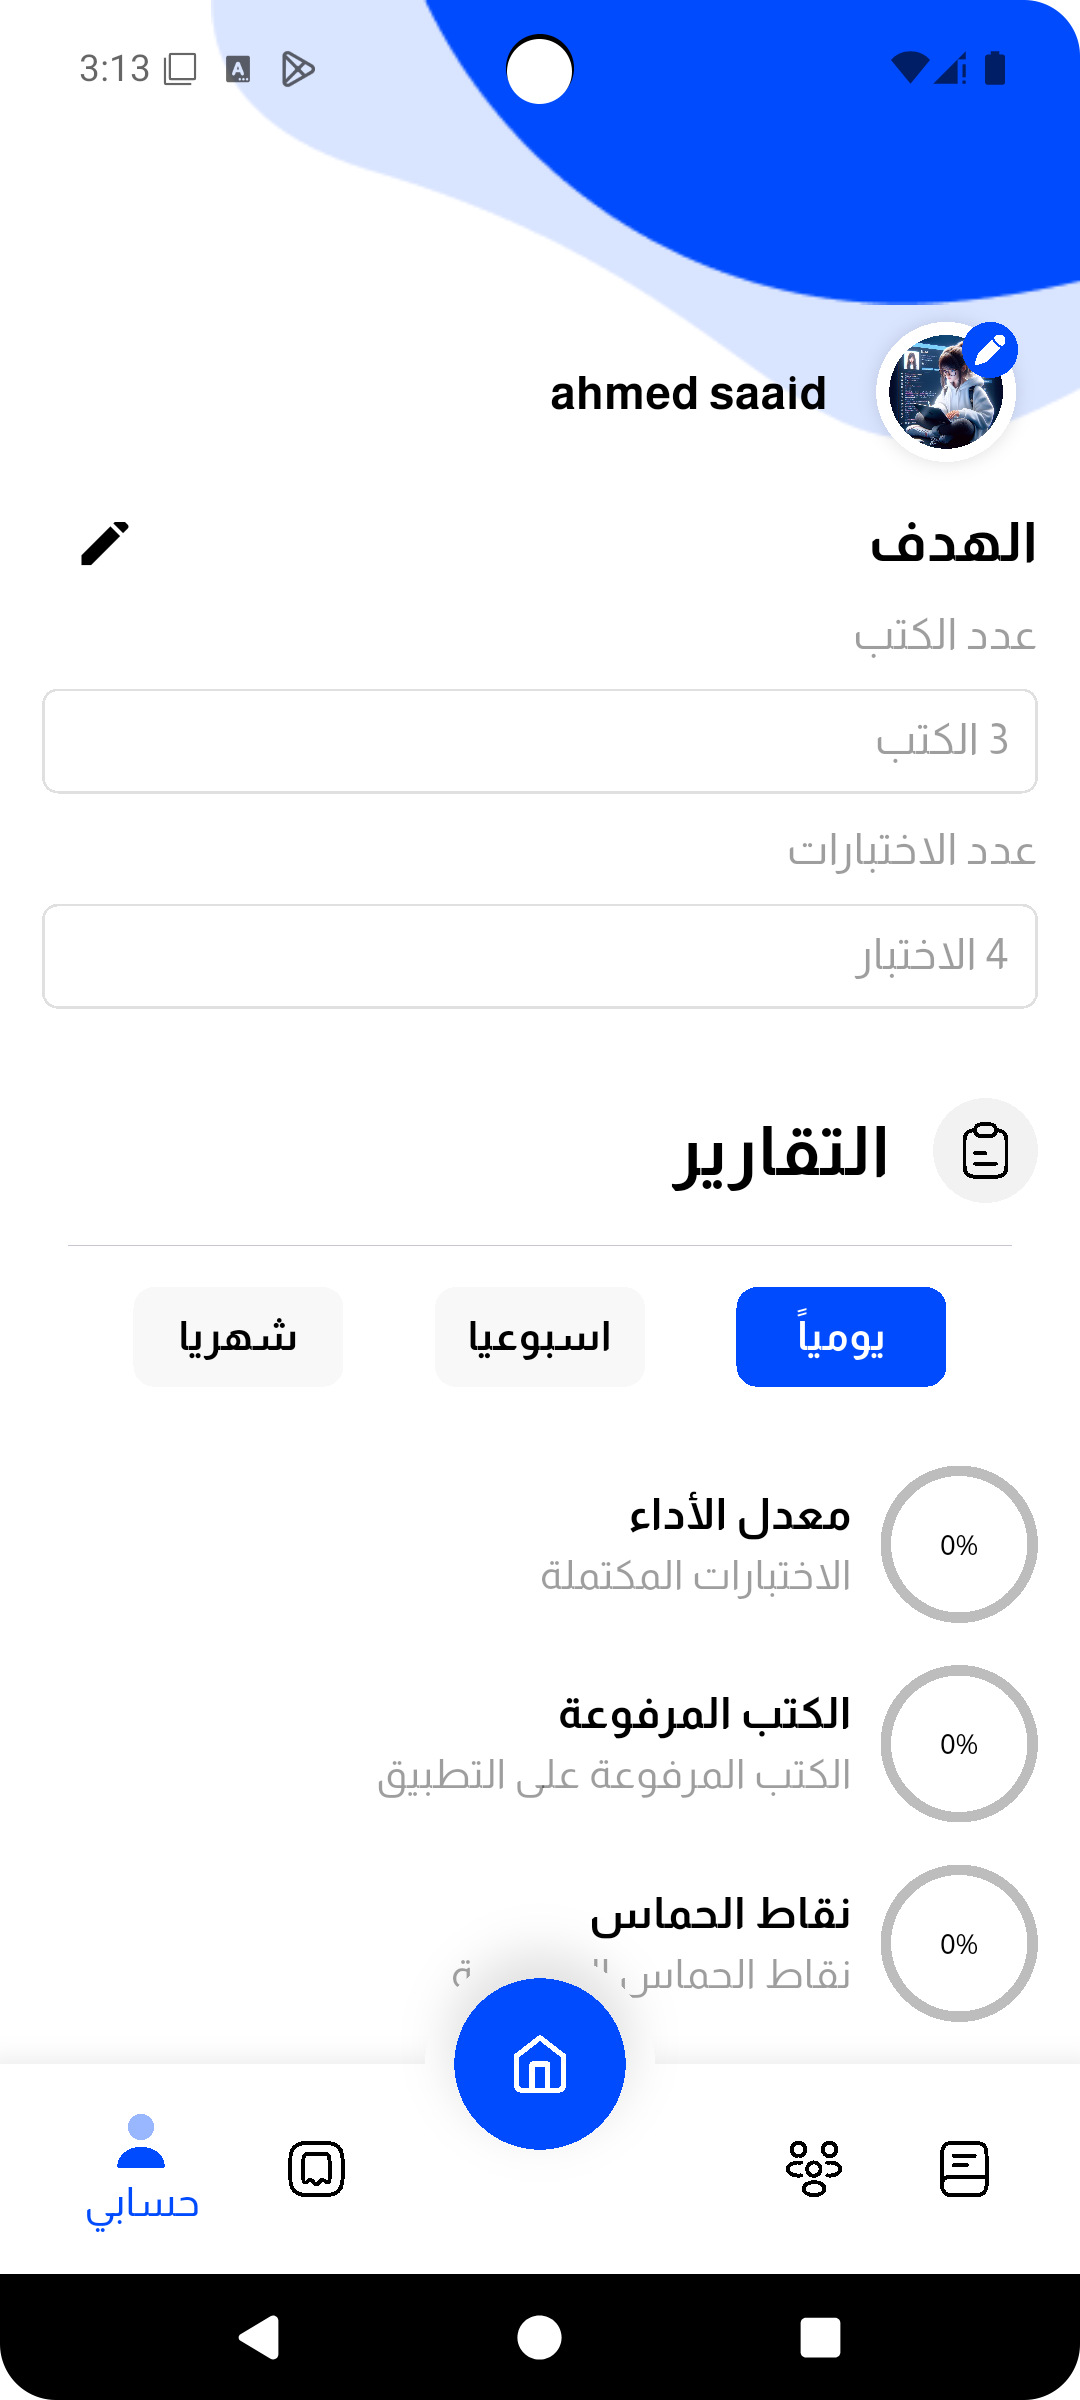 3:13
ahmed saaid
الهدف
عدد الكتب
3 الكتب
عدد الاختبارات
4 الاختبار
التقارير
يومياً
اسبوعيا
شهريا
معدل الأداء
الاختبارات المكتملة
0%
الكتب المرفوعة
الكتب المرفوعة على التطبيق
0%
نقاط الحماس
نقاط الحماس
0%
حسابي